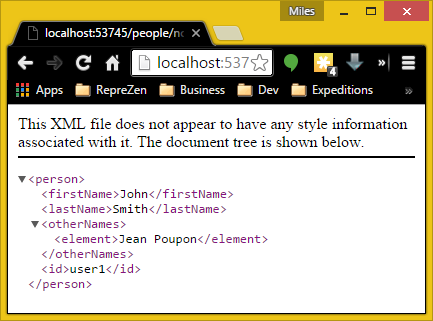 Miles
localhost:53745/people/no
localhost:537
4
»
Apps RepreZen Business Dev Expeditions »
This XML file does not appear to have any style information
associated with it. The document tree is shown below.
<person>
<firstName>John</firstName>
<lastName>Smith</lastName>
<otherNames>
<element>Jean Poupon</element>
</otherNames>
<id>user1</id>
</person>